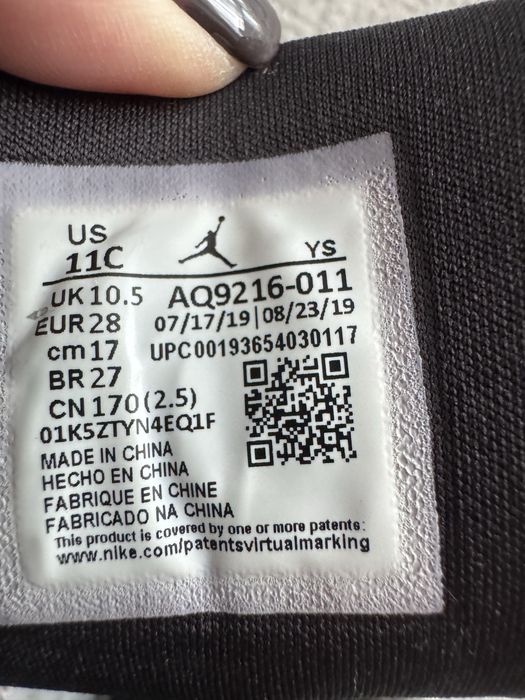 US
11C
YS
UK 10.5
AQ9216-011
EUR 28
07/17/19|08/23/19
cm 17
UPC00193654030117
BR 27
CN 170(2.5)
01K5ZTYN4EQ1F
MADE IN CHINA
HECHO EN CHINA
FABRIQUE EN CHINE
FABRICADO NA CHINA
This product is covered by one or more patents:
www.nike.com/patentsvirtualmarking